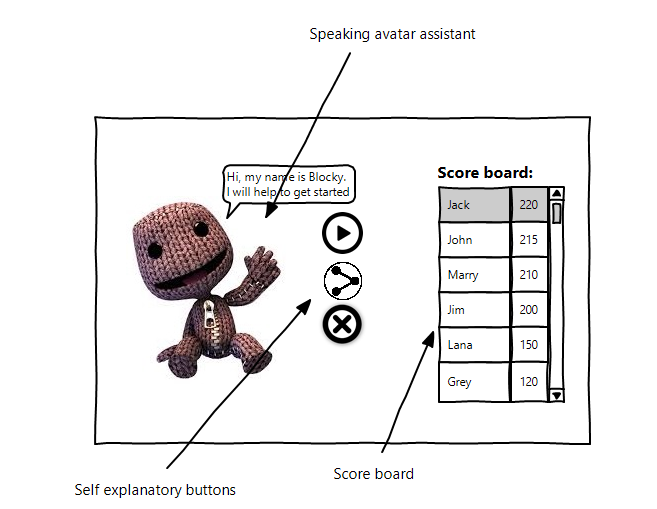 Speaking avatar assistant
Hi, my name is Blocky.
I will help to get started
Score board:
Jack 220
John 215
Marry 210
Jim 200
Lana 150
Grey 120
Score board
Self explanatory buttons